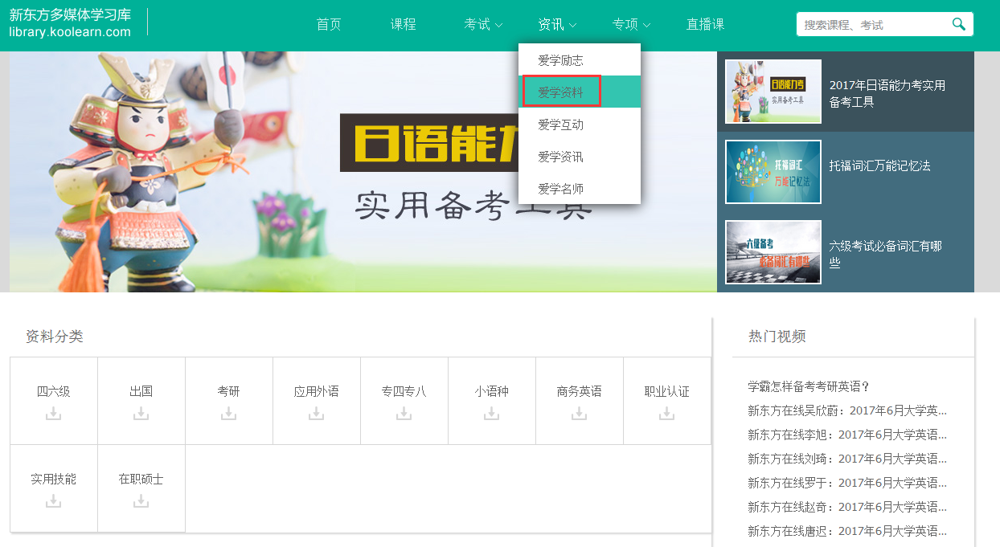 新东方多媒体学习库
library.koolearn.com
首页
课程
考试
资讯
专项
直播课
搜索课程、考试
爱学励志
爱学资料
爱学互动
爱学资讯
爱学名师
日语能力
实用备考工具
日语能力考
实用备考工具
2017年日语能力考实用
备考工具
托福词汇
万能记忆法
托福词汇万能记忆法
六级备考
必备词汇有哪些
六级考试必备词汇有哪
些
资料分类
四六级
出国
考研
应用外语
专四专八
小语种
商务英语
职业认证
实用技能
在职硕士
热门视频
学霸怎样备考考研英语？
新东方在线吴欣蔚：2017年6月大学英...
新东方在线李旭：2017年6月大学英语...
新东方在线刘琦：2017年6月大学英语...
新东方在线罗于：2017年6月大学英语...
新东方在线赵奇：2017年6月大学英语...
新东方在线唐迟：2017年6月大学英语...